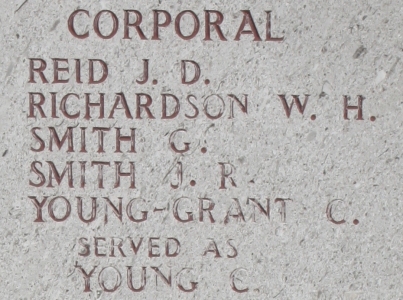 CORPORAL
REID J. D.
RICHARDSON W. H.
SMITH G.
SMITH J. R
YOUNG-GRANT C.
SERVED AS
YOUNG C.